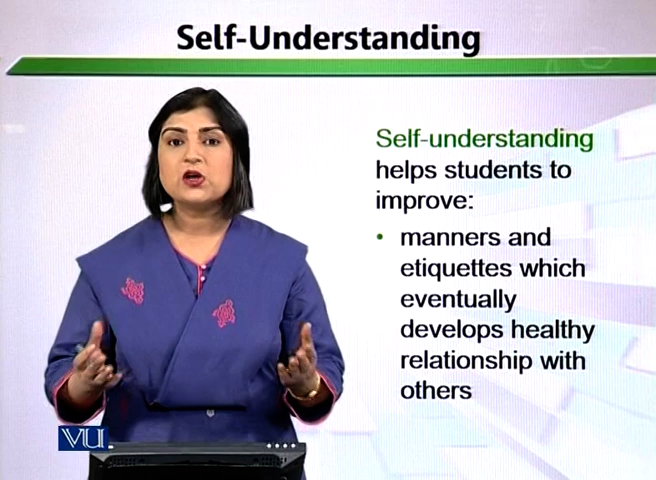 Self-Understanding
Self-understanding
helps students to
improve:
• manners and
etiquettes which
eventually
develops healthy
relationship with
others
VU